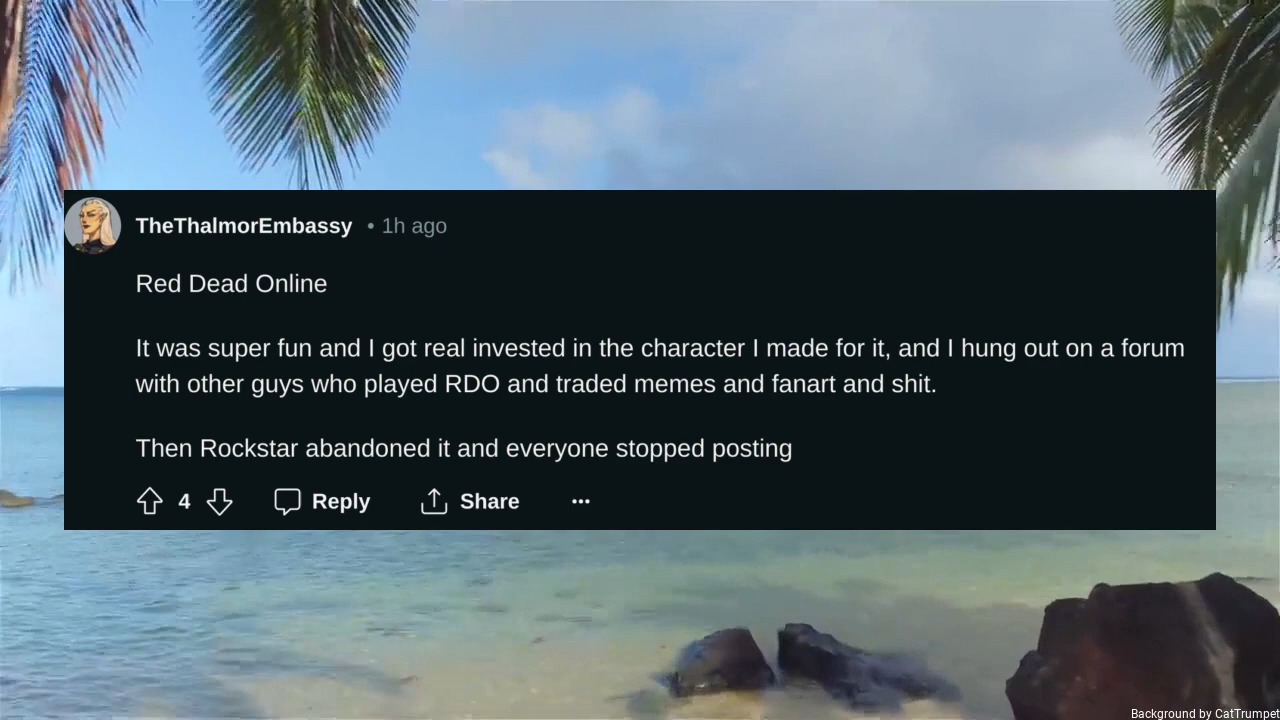 TheThalmorEmbassy • 1h ago
Red Dead Online
It was super fun and I got real invested in the character I made for it, and I hung out on a forum
with other guys who played RDO and traded memes and fanart and shit.
Then Rockstar abandoned it and everyone stopped posting
4 Reply Share •••
Background by CatTrumpet